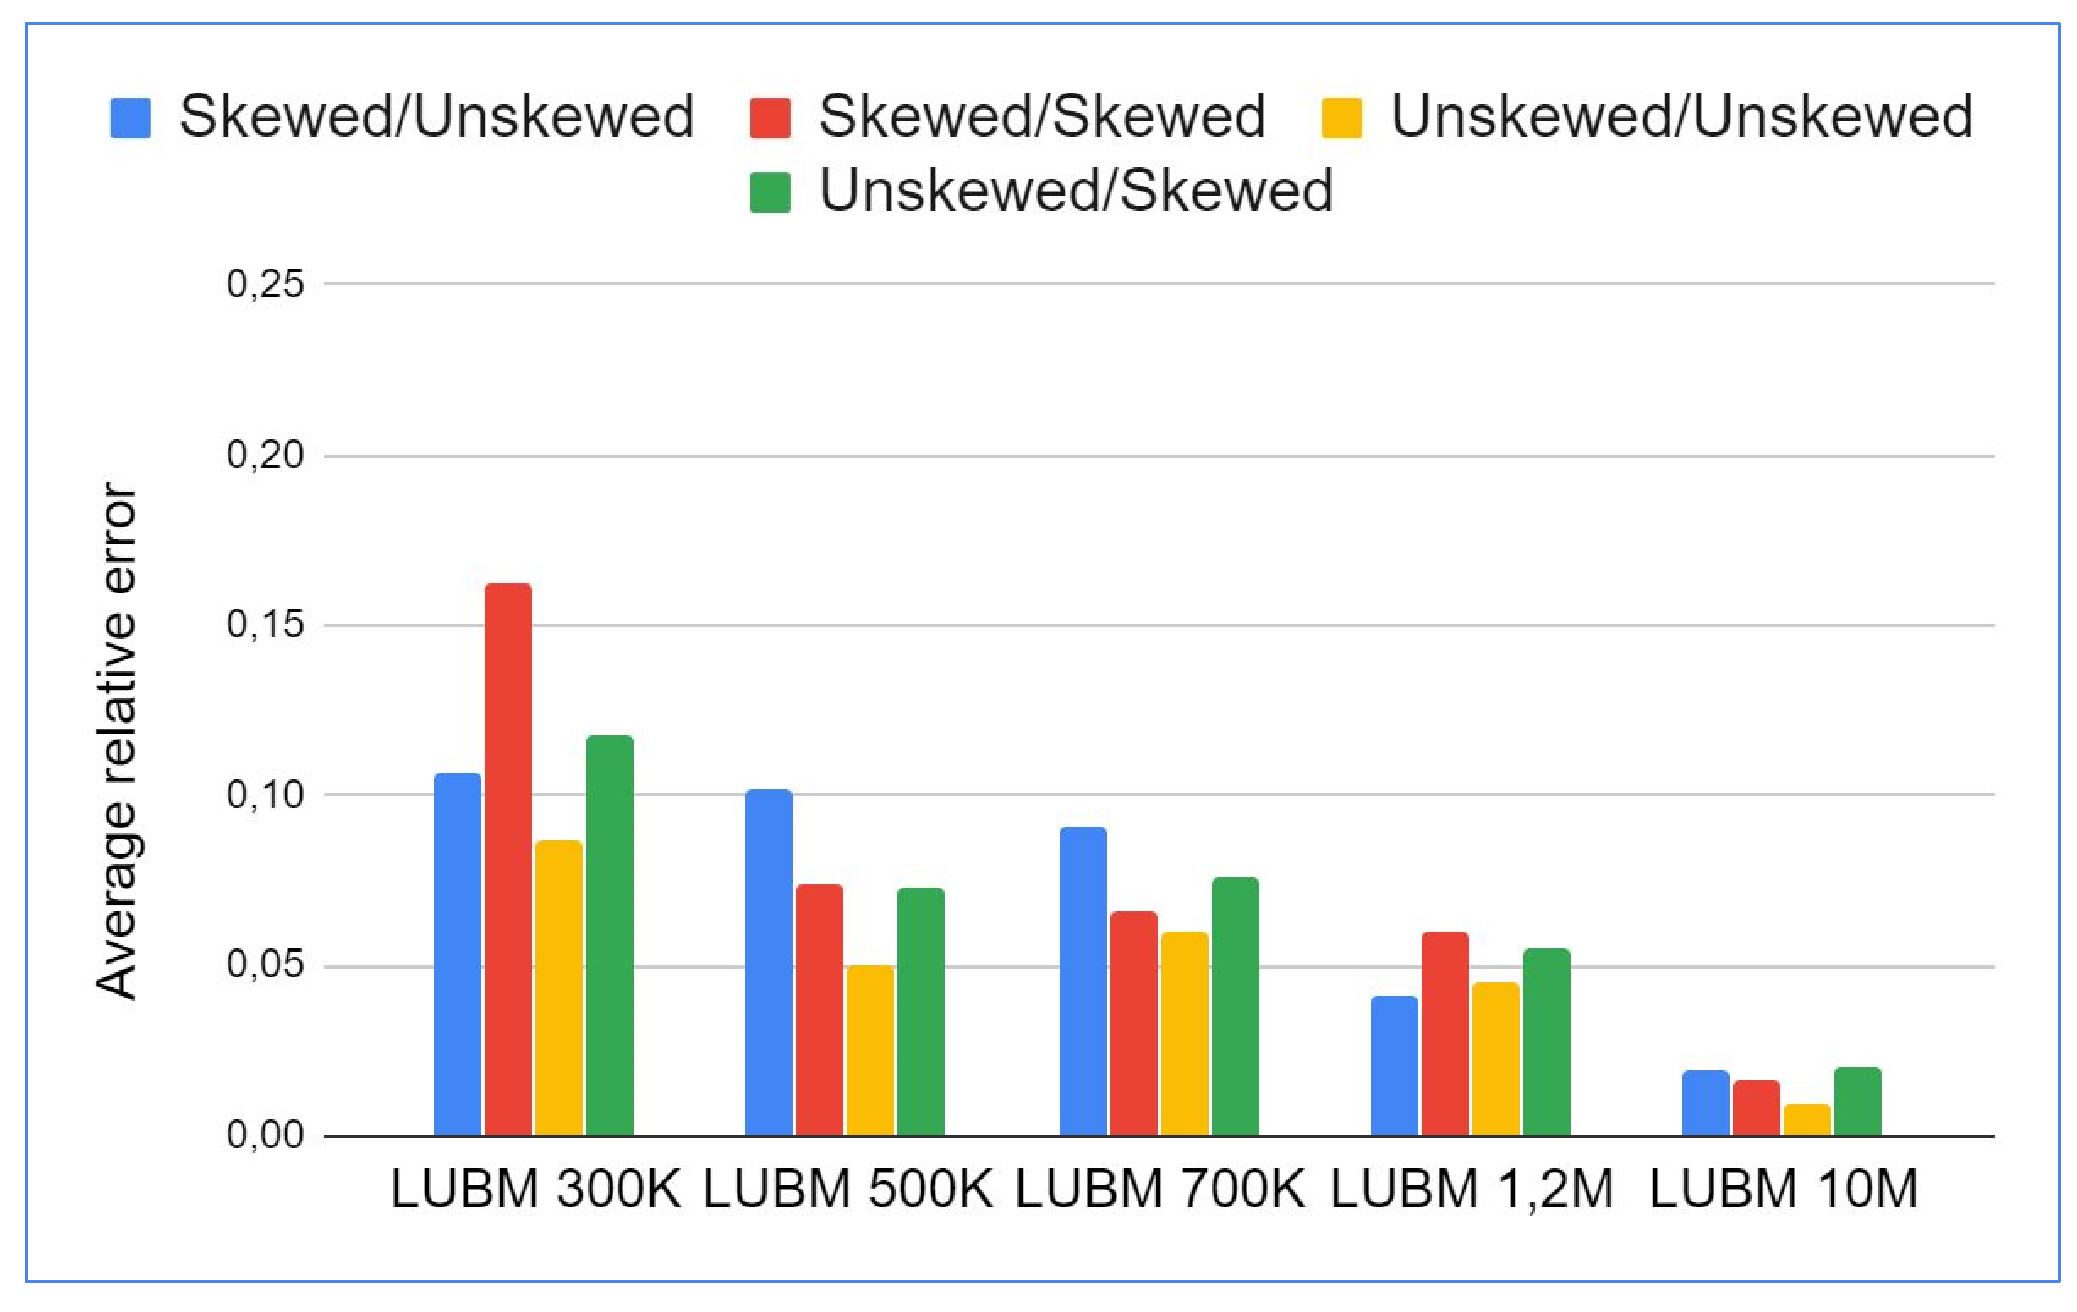 Skewed/Unskewed Skewed/Skewed Unskewed/Unskewed
Unskewed/Skewed
0,25
0,20
0,15
0,10
0,05
0,00
Average relative error
LUBM 300K LUBM 500K LUBM 700K LUBM 1,2M LUBM 10M